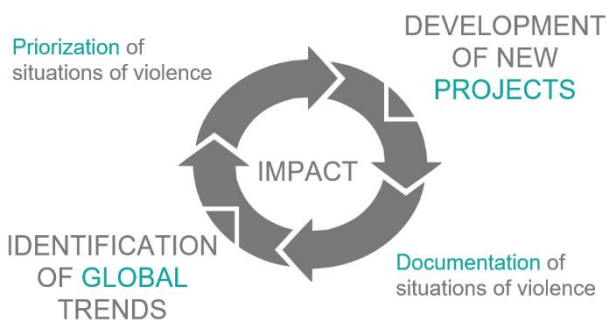 Priorization of
situations of violence
DEVELOPMENT
OF NEW
PROJECTS
IMPACT
IDENTIFICATION
OF GLOBAL
TRENDS
Documentation of
situations of violence